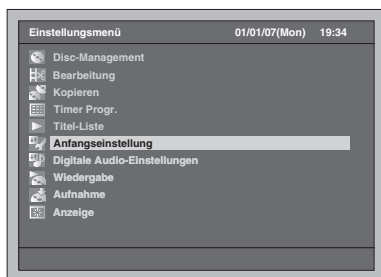 Einstellungsmenü 01/01/07(Mon) 19:34
Disc-Management
Bearbeitung
Kopieren
Timer Progr.
Titel-Liste
Anfangseinstellung
Digitale Audio-Einstellungen
Wiedergabe
Aufnahme
Anzeige